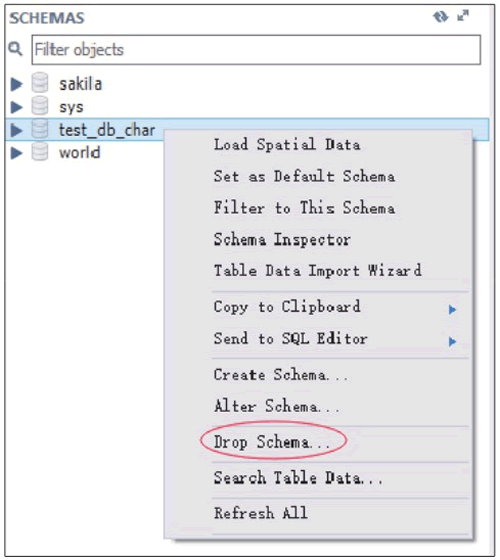 SCHEMAS
Filter objects
sakila
sys
test_db_char
world
Load Spatial Data
Set as Default Schema
Filter to This Schema
Schema Inspector
Table Data Import Wizard
Copy to Clipboard
Send to SQL Editor
Create Schema...
Alter Schema...
Drop Schema...
Search Table Data...
Refresh All